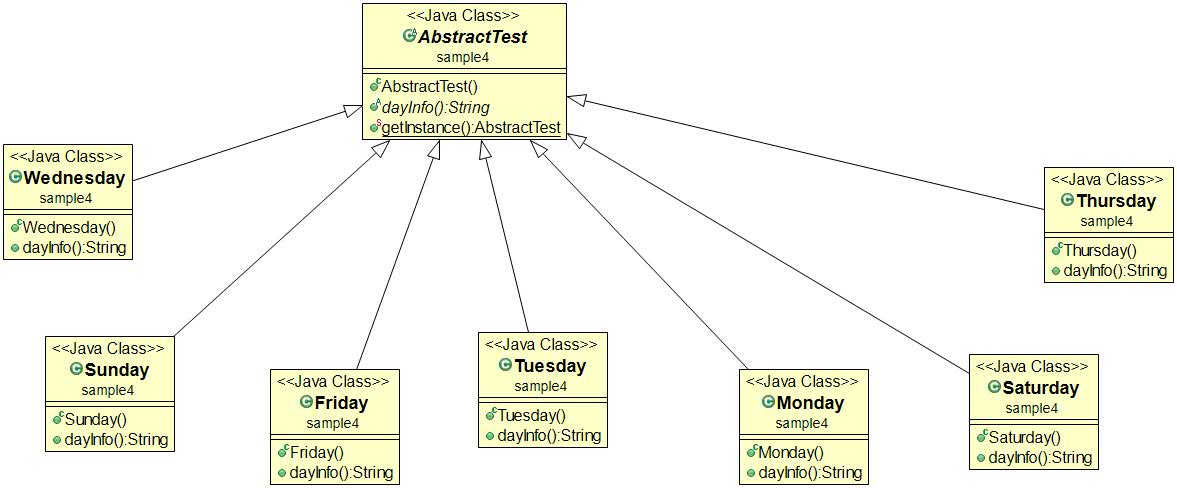 <<Java Class>>
AbstractTest
sample4
AbstractTest()
dayInfo():String
getInstance():AbstractTest
<<Java Class>>
Wednesday
sample4
Wednesday()
dayInfo():String
<<Java Class>>
Thursday
sample4
Thursday()
dayInfo():String
<<Java Class>>
Sunday
sample4
Sunday()
dayInfo():String
<<Java Class>>
Friday
sample4
Friday()
dayInfo():String
<<Java Class>>
Tuesday
sample4
Tuesday()
dayInfo():String
<<Java Class>>
Monday
sample4
Monday()
dayInfo():String
<<Java Class>>
Saturday
sample4
Saturday()
dayInfo():String